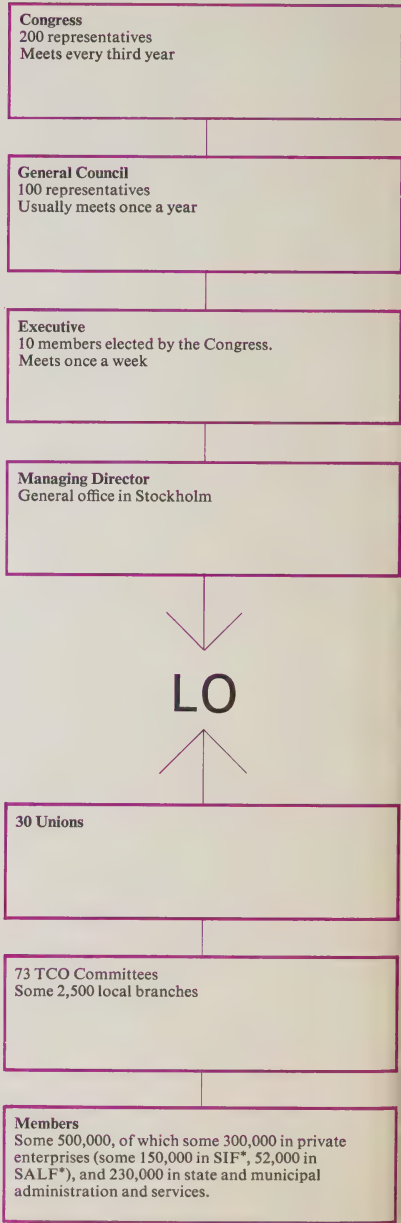 Congress
200 representatives
Meets every third year
General Council
100 representatives
Usually meets once a year
Executive
10 members elected by the Congress.
Meets once a week
Managing Director
General office in Stockholm
LO
30 Unions
73 TCO Committees
Some 2,500 local branches
Members
Some 500,000, of which some 300,000 in private
enterprises (some 150,000 in SIF*, 52,000 in
SALF*), and 230,000 in state and municipal
administration and services.